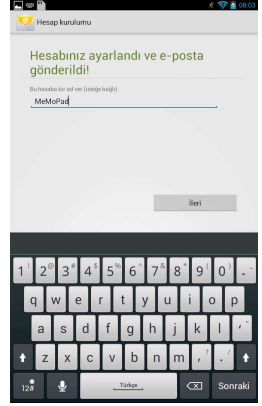 08:03
Hesap kurulumu
Hesabınız ayarlandı ve e-posta
gönderildi!
Bu hesaba bir ad ver (isteğe bağlı)
MeMoPad
İleri
1 ! 2 @ 3 # 4 $ 5 % 6 ^ 7 & 8 * 9 ( 0 ) - _
q w e r t y u i o p
a s d f g h j k l ' "
z x c v b n m , ? . /
12# Türkçe Sonraki